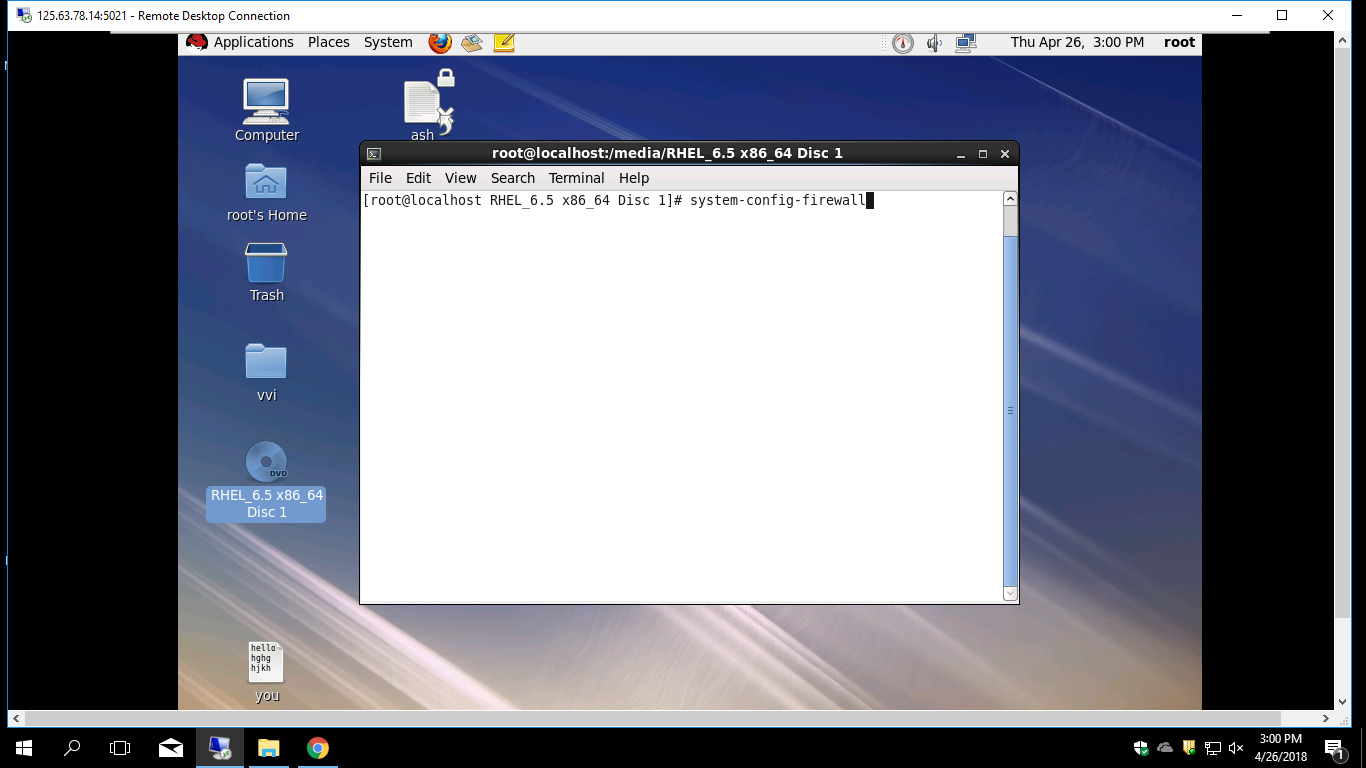 125.63.78.14:5021 - Remote Desktop Connection
Applications Places System Thu Apr 26, 3:00 PM root
Computer
ash
root's Home
Trash
vvi
DVD
RHEL_6.5 x86_64
Disc 1
hello
hghg
hjkh
you
root@localhost:/media/RHEL_6.5 x86_64 Disc 1
File Edit View Search Terminal Help
[root@localhost RHEL_6.5 x86_64 Disc 1]# system-config-firewall
3:00 PM
4/26/2018
1